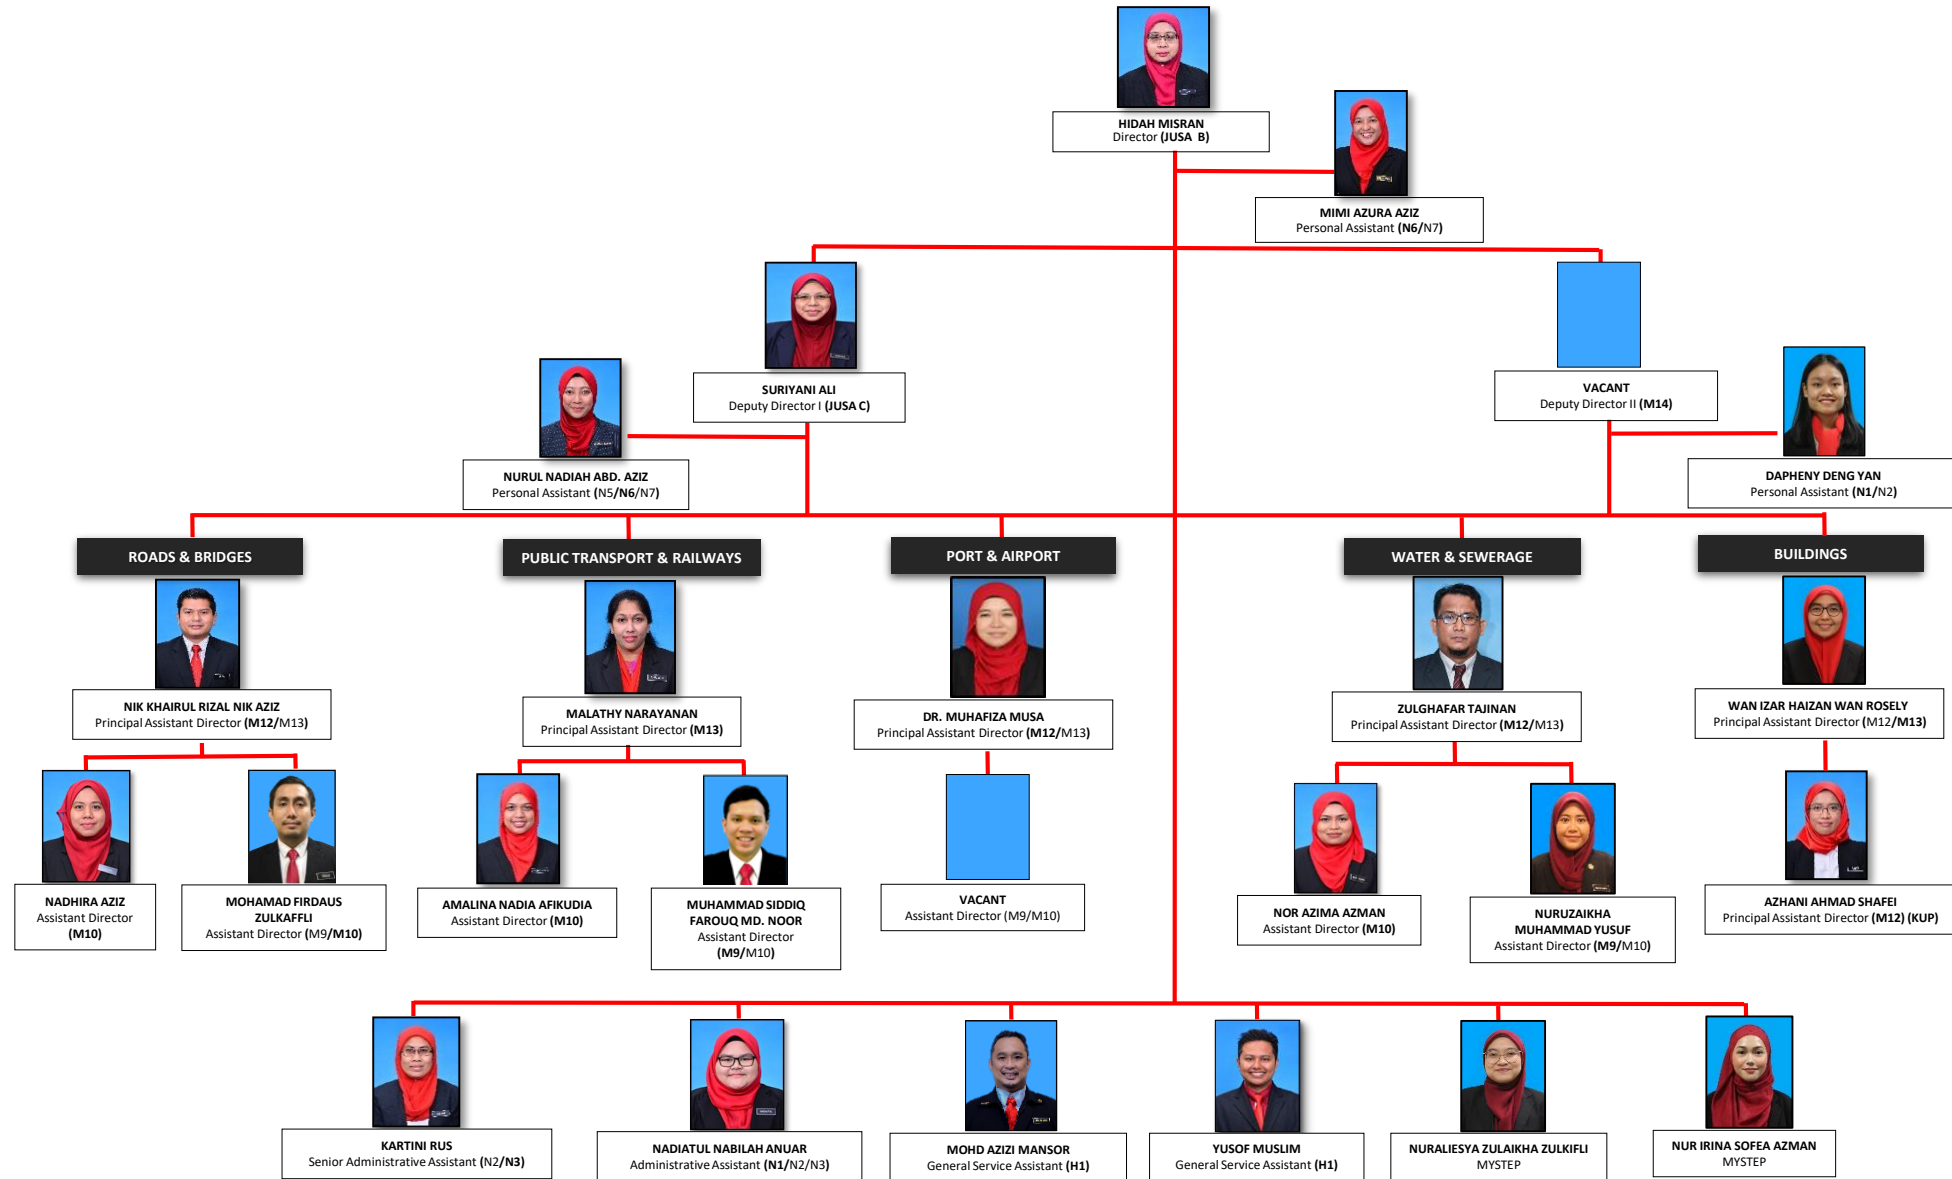 HIDAH MISRAN
Director (JUSA  B)
MIMI AZURA AZIZ
Personal Assistant (N6/N7)
SURIYANI ALI
Deputy Director I (JUSA C)
VACANT
Deputy Director II (M14)
NURUL NADIAH ABD. AZIZ
Personal Assistant (N5/N6/N7)
DAPHENY DENG YAN
Personal Assistant (N1/N2)
ROADS & BRIDGES
PUBLIC TRANSPORT & RAILWAYS
PORT & AIRPORT
WATER & SEWERAGE
BUILDINGS
NIK KHAIRUL RIZAL NIK AZIZ
Principal Assistant Director (M12/M13)
MALATHY NARAYANAN
Principal Assistant Director (M13)
DR. MUHAFIZA MUSA
Principal Assistant Director (M12/M13)
ZULGHAFAR TAJINAN
Principal Assistant Director (M12/M13)
WAN IZAR HAIZAN WAN ROSELY
Principal Assistant Director (M12/M13)
NADHIRA AZIZ
Assistant Director
(M10)
MOHAMAD FIRDAUS
ZULKAFFLI
Assistant Director (M9/M10)
AMALINA NADIA AFIKUDIA
Assistant Director (M10)
MUHAMMAD SIDDIQ
FAROUQ MD. NOOR
Assistant Director
(M9/M10)
VACANT
Assistant Director (M9/M10)
NOR AZIMA AZMAN
Assistant Director (M10)
NURUZAIKHA
MUHAMMAD YUSUF
Assistant Director (M9/M10)
AZHANI AHMAD SHAFEI
Principal Assistant Director (M12) (KUP)
KARTINI RUS
Senior Administrative Assistant (N2/N3)
NADIATUL NABILAH ANUAR
Administrative Assistant (N1/N2/N3)
MOHD AZIZI MANSOR
General Service Assistant (H1)
YUSOF MUSLIM
General Service Assistant (H1)
NURALIESYA ZULAIKHA ZULKIFLI
MYSTEP
NUR IRINA SOFEA AZMAN
MYSTEP